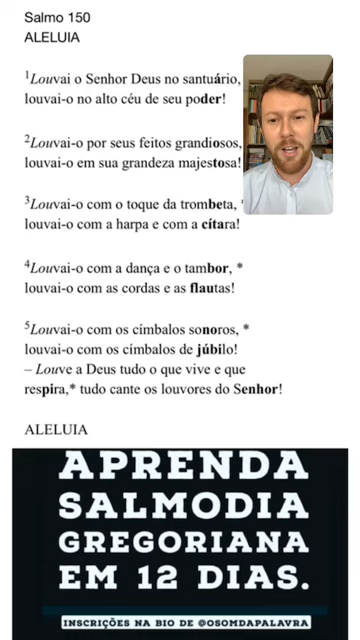 Salmo 150
ALELUIA
¹Louvai o Senhor Deus no santuário,
louvai-o no alto céu de seu poder!
²Louvai-o por seus feitos grandiosos,
louvai-o em sua grandeza majestosa!
³Louvai-o com o toque da trombeta, *
louvai-o com a harpa e com a cítara!
⁴Louvai-o com a dança e o tambor, *
louvai-o com as cordas e as flautas!
⁵Louvai-o com os címbalos sonoros, *
louvai-o com os címbalos de júbilo!
– Louve a Deus tudo o que vive e que
respira,* tudo cante os louvores do Senhor!
ALELUIA
APRENDA
SALMODIA
GREGORIANA
EM 12 DIAS.
INSCRIÇÕES NA BIO DE @OSOMDAPALAVRA